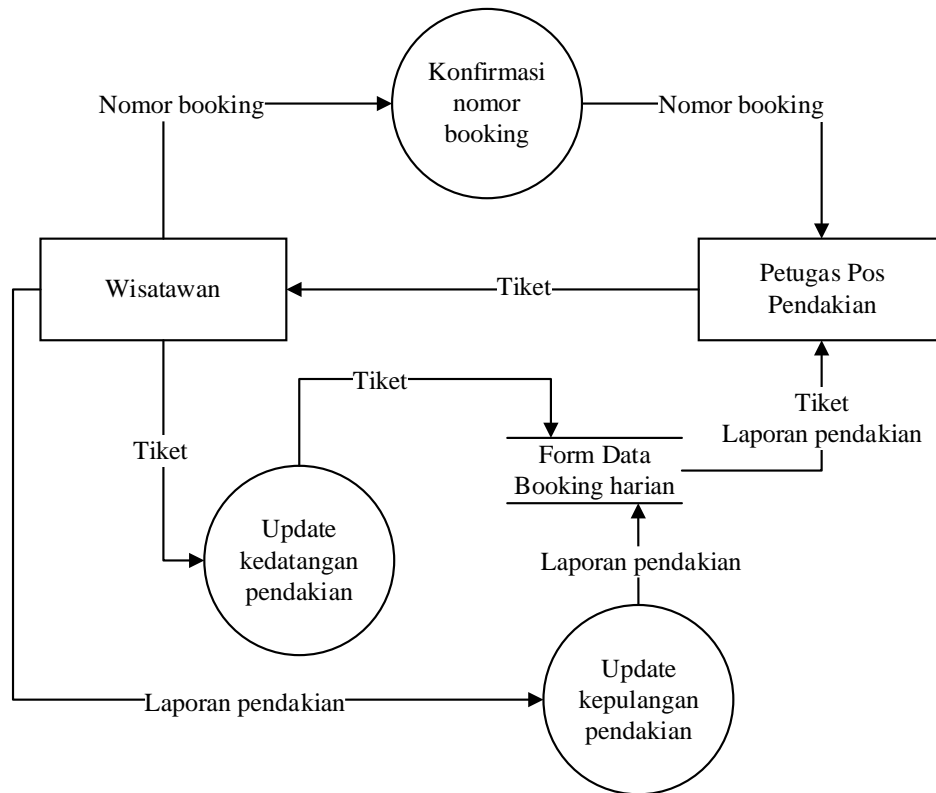 Konfirmasi
nomor
booking
Nomor booking
Nomor booking
Wisatawan
Tiket
Petugas Pos
Pendakian
Tiket
Tiket
Laporan pendakian
Tiket
Form Data
Booking harian
Update
kedatangan
pendakian
Laporan pendakian
Laporan pendakian
Update
kepulangan
pendakian